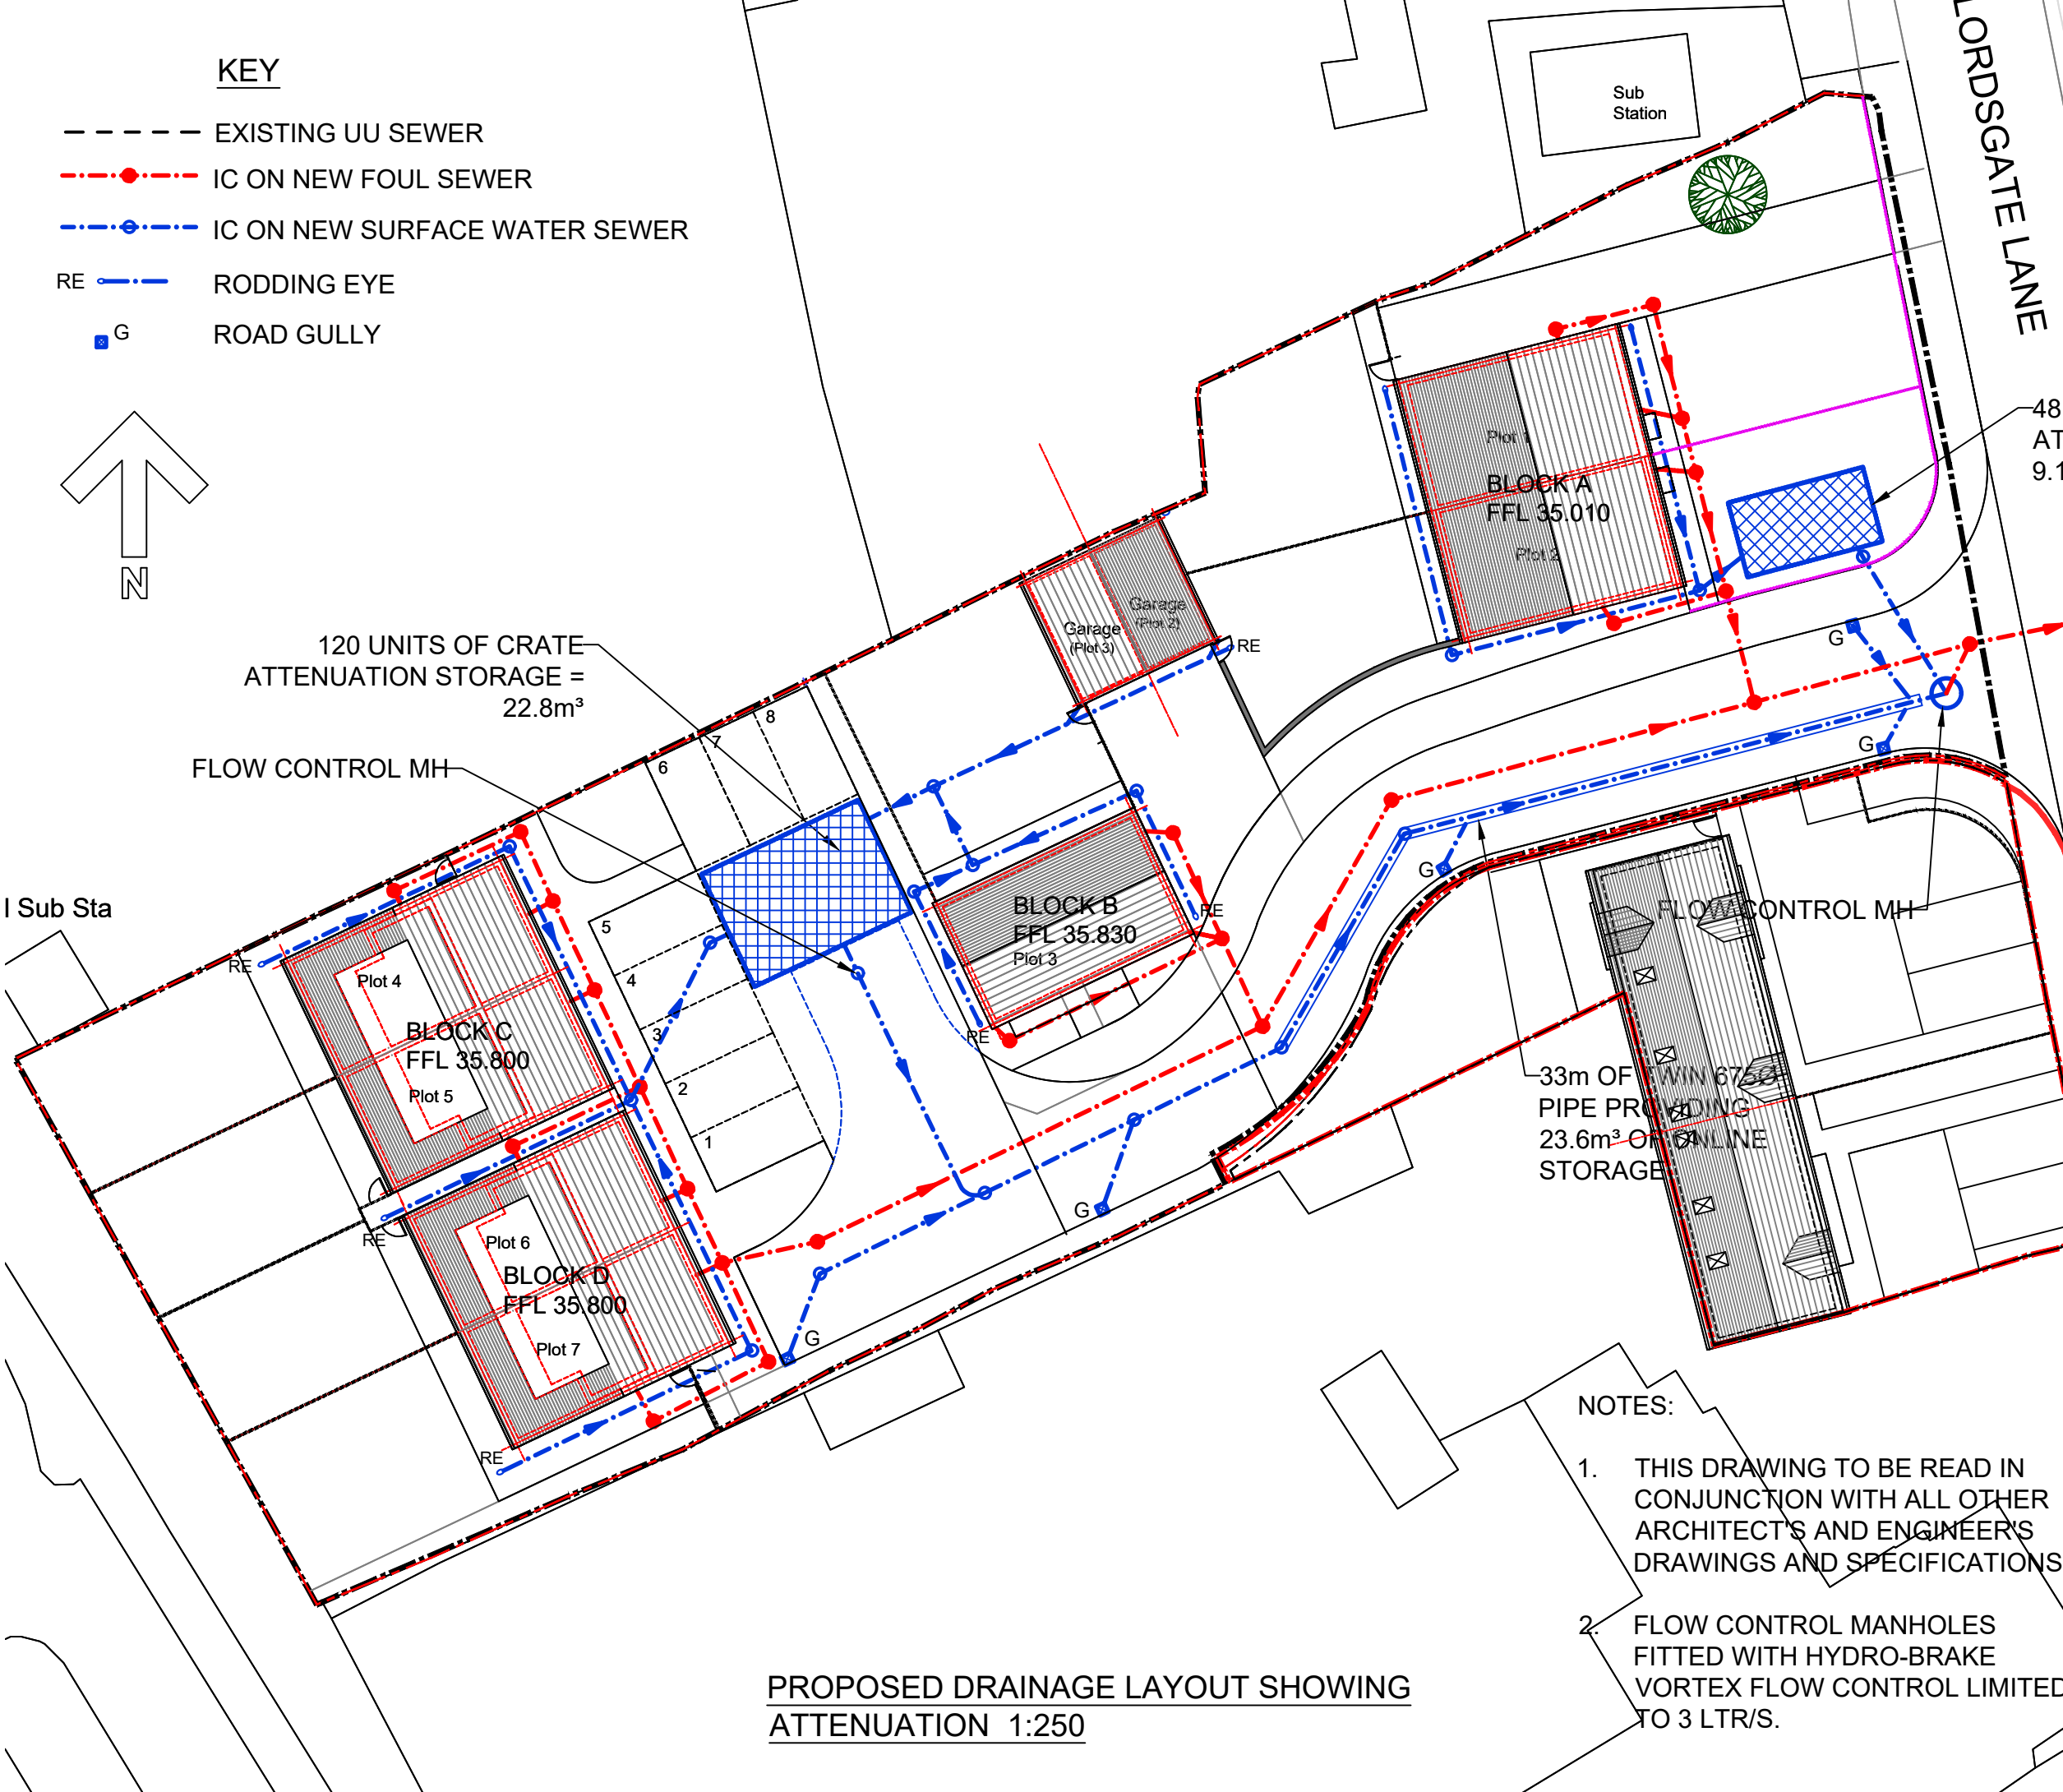 KEY
EXISTING UU SEWER
IC ON NEW FOUL SEWER
IC ON NEW SURFACE WATER SEWER
RE
RODDING EYE
G
ROAD GULLY
N
Sub
Station
LORDSGATE LANE
48
AT
9.1
Plot 1
BLOCK A
FFL 35.010
Plot 2
Garage
(Plot 2)
Garage
(Plot 3)
RE
G
G
120 UNITS OF CRATE
ATTENUATION STORAGE =
22.8m³
FLOW CONTROL MH
8
7
6
5
4
3
2
1
l Sub Sta
BLOCK B
FFL 35.830
Plot 3
RE
RE
G
FLOW CONTROL MH
RE
Plot 4
BLOCK C
FFL 35.800
Plot 5
33m OF TWIN 675Ø
PIPE PROVIDING
23.6m³ OF ONLINE
STORAGE
G
RE
Plot 6
BLOCK D
FFL 35.800
Plot 7
G
RE
NOTES:
1. THIS DRAWING TO BE READ IN
CONJUNCTION WITH ALL OTHER
ARCHITECT'S AND ENGINEER'S
DRAWINGS AND SPECIFICATIONS
2. FLOW CONTROL MANHOLES
FITTED WITH HYDRO-BRAKE
VORTEX FLOW CONTROL LIMITED
TO 3 LTR/S.
PROPOSED DRAINAGE LAYOUT SHOWING
ATTENUATION 1:250